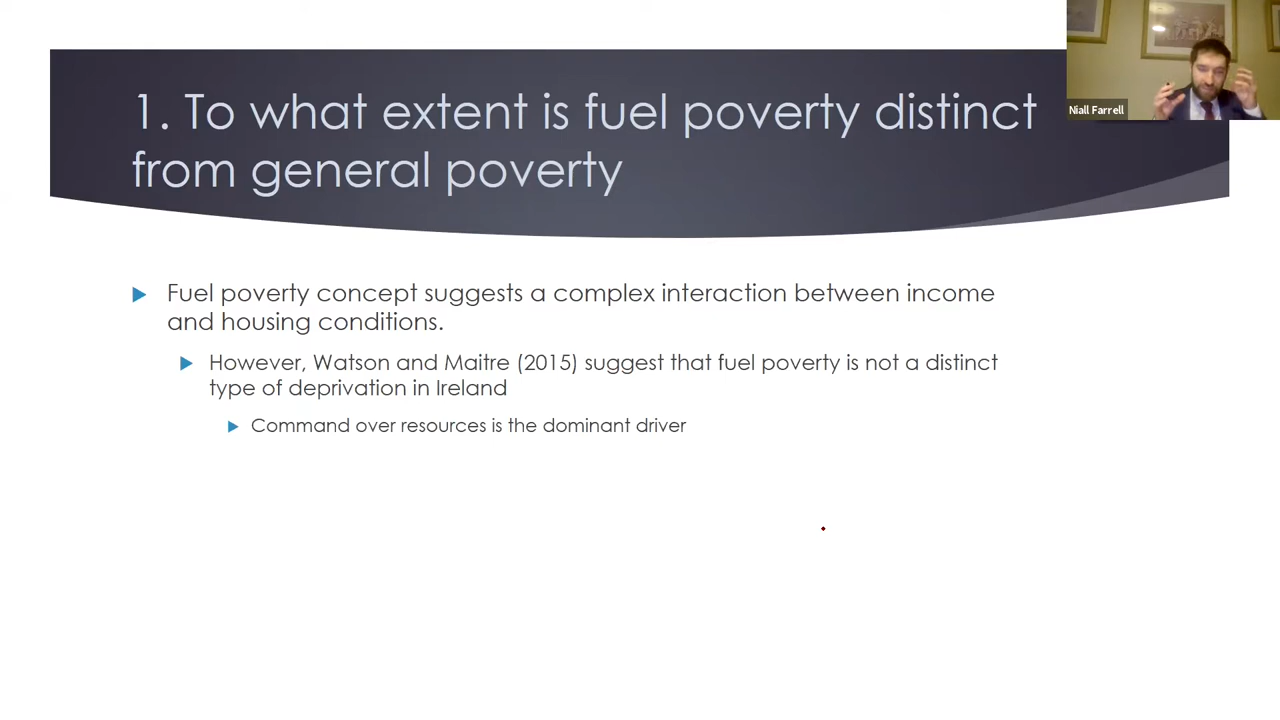 1. To what extent is fuel poverty distinct
from general poverty
Niall Farrell
Fuel poverty concept suggests a complex interaction between income
and housing conditions.
However, Watson and Maitre (2015) suggest that fuel poverty is not a distinct
type of deprivation in Ireland
Command over resources is the dominant driver